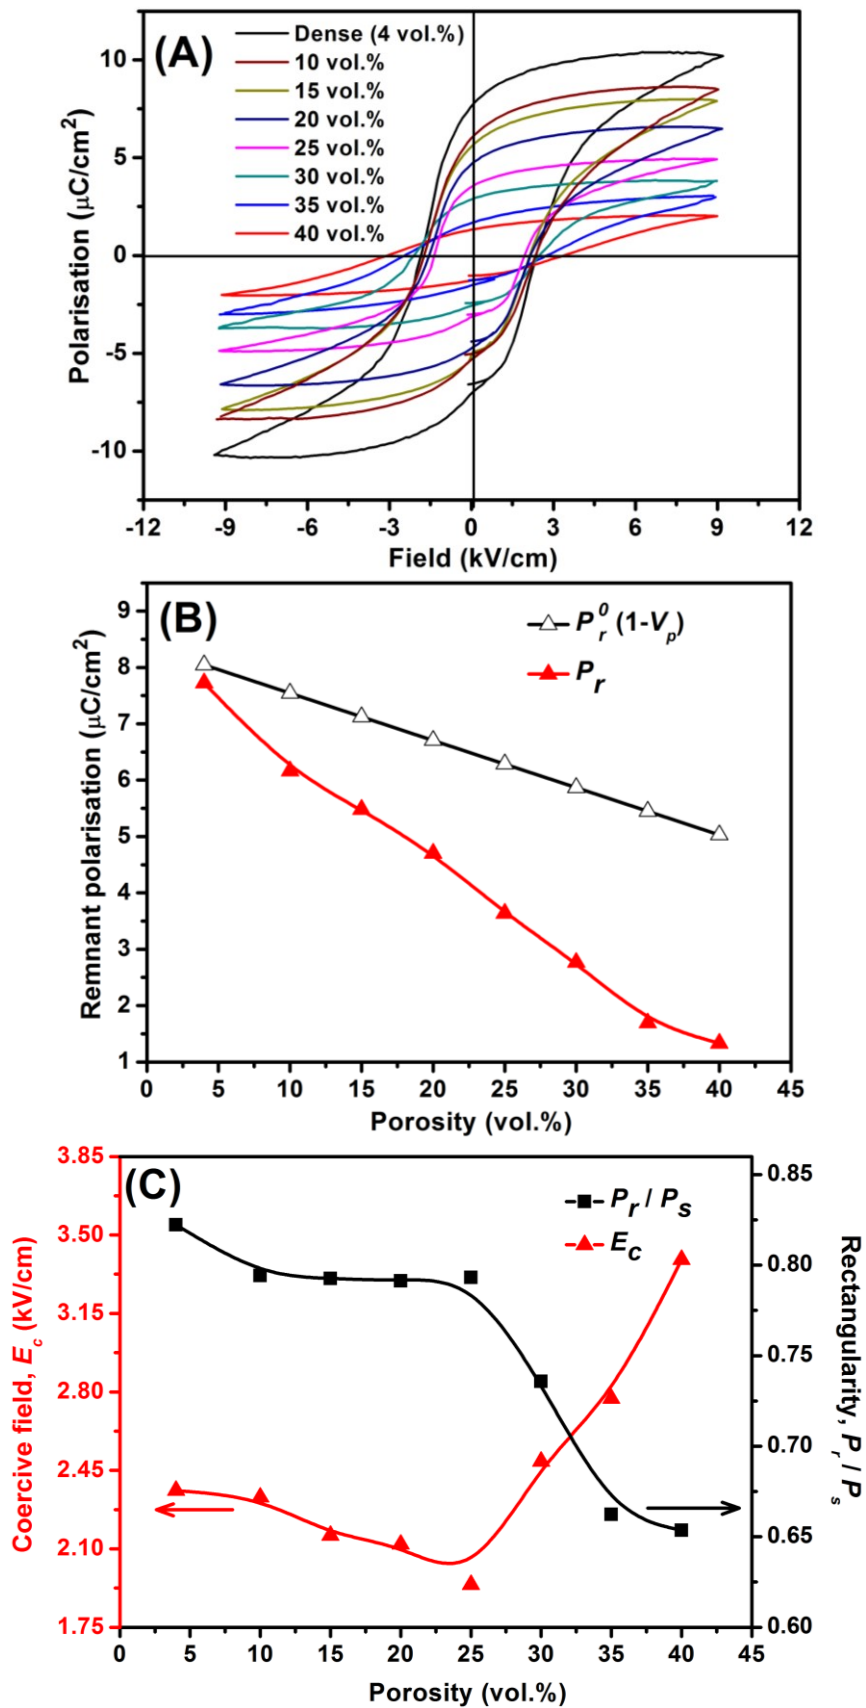 (A)
Dense (4 vol.%)
10 vol.%
15 vol.%
20 vol.%
25 vol.%
30 vol.%
35 vol.%
40 vol.%
10
5
0
-5
-10
Polarisation (μC/cm²)
-12 -9 -6 -3 0 3 6 9 12
Field (kV/cm)
(B)
P_r^0 (1-V_p)
P_r
9
8
7
6
5
4
3
2
1
Remnant polarisation (μC/cm²)
0 5 10 15 20 25 30 35 40 45
Porosity (vol.%)
(C)
P_r / P_s
E_c
3.85
3.50
3.15
2.80
2.45
2.10
1.75
Coercive field, E_c (kV/cm)
0.85
0.80
0.75
0.70
0.65
0.60
Rectangularity, P_r / P_s
0 5 10 15 20 25 30 35 40 45
Porosity (vol.%)